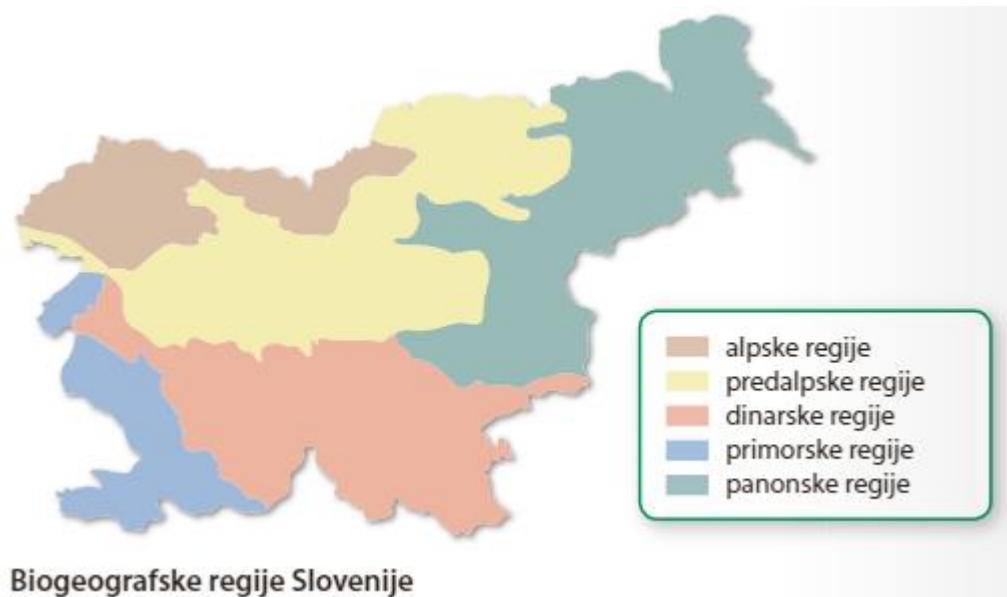 alpske regije
predalpske regije
dinarske regije
primorske regije
panonske regije
Biogeografske regije Slovenije